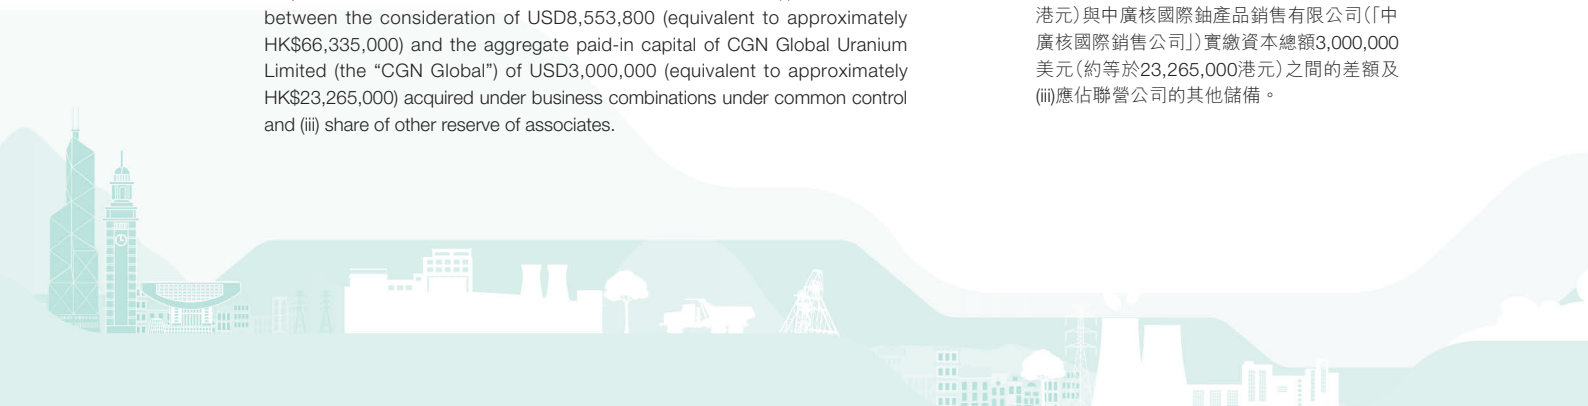 between the consideration of USD8,553,800 (equivalent to approximately
HK$66,335,000) and the aggregate paid-in capital of CGN Global Uranium
Limited (the “CGN Global”) of USD3,000,000 (equivalent to approximately
HK$23,265,000) acquired under business combinations under common control
and (iii) share of other reserve of associates.
港元)與中廣核國際鈾產品銷售有限公司(「中
廣核國際銷售公司」)實繳資本總額3,000,000
美元(約等於23,265,000港元)之間的差額及
(iii)應佔聯營公司的其他儲備。